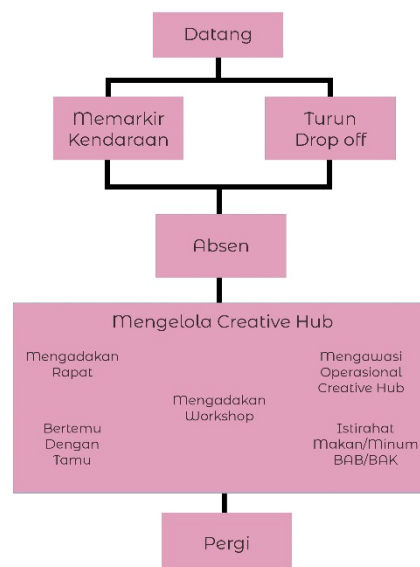 Datang
Memarkir
Kendaraan
Turun
Drop off
Absen
Mengelola Creative Hub
Mengadakan
Rapat
Mengawasi
Operasional
Creative Hub
Mengadakan
Workshop
Bertemu
Dengan
Tamu
Istirahat
Makan/Minum
BAB/BAK
Pergi